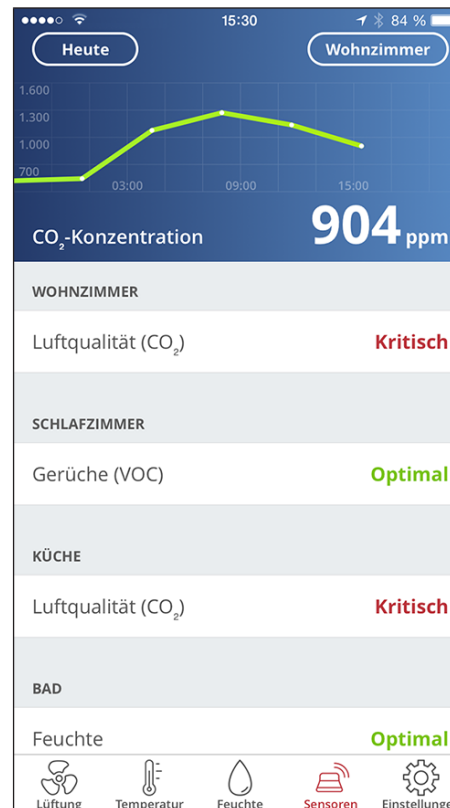 15:30
84 %
Heute
Wohnzimmer
1.600
1.300
1.000
700
03:00
09:00
15:00
CO₂-Konzentration
904 ppm
WOHNZIMMER
Luftqualität (CO₂)
Kritisch
SCHLAFZIMMER
Gerüche (VOC)
Optimal
KÜCHE
Luftqualität (CO₂)
Kritisch
BAD
Feuchte
Optimal
Lüftung
Temperatur
Feuchte
Sensoren
Einstellunge